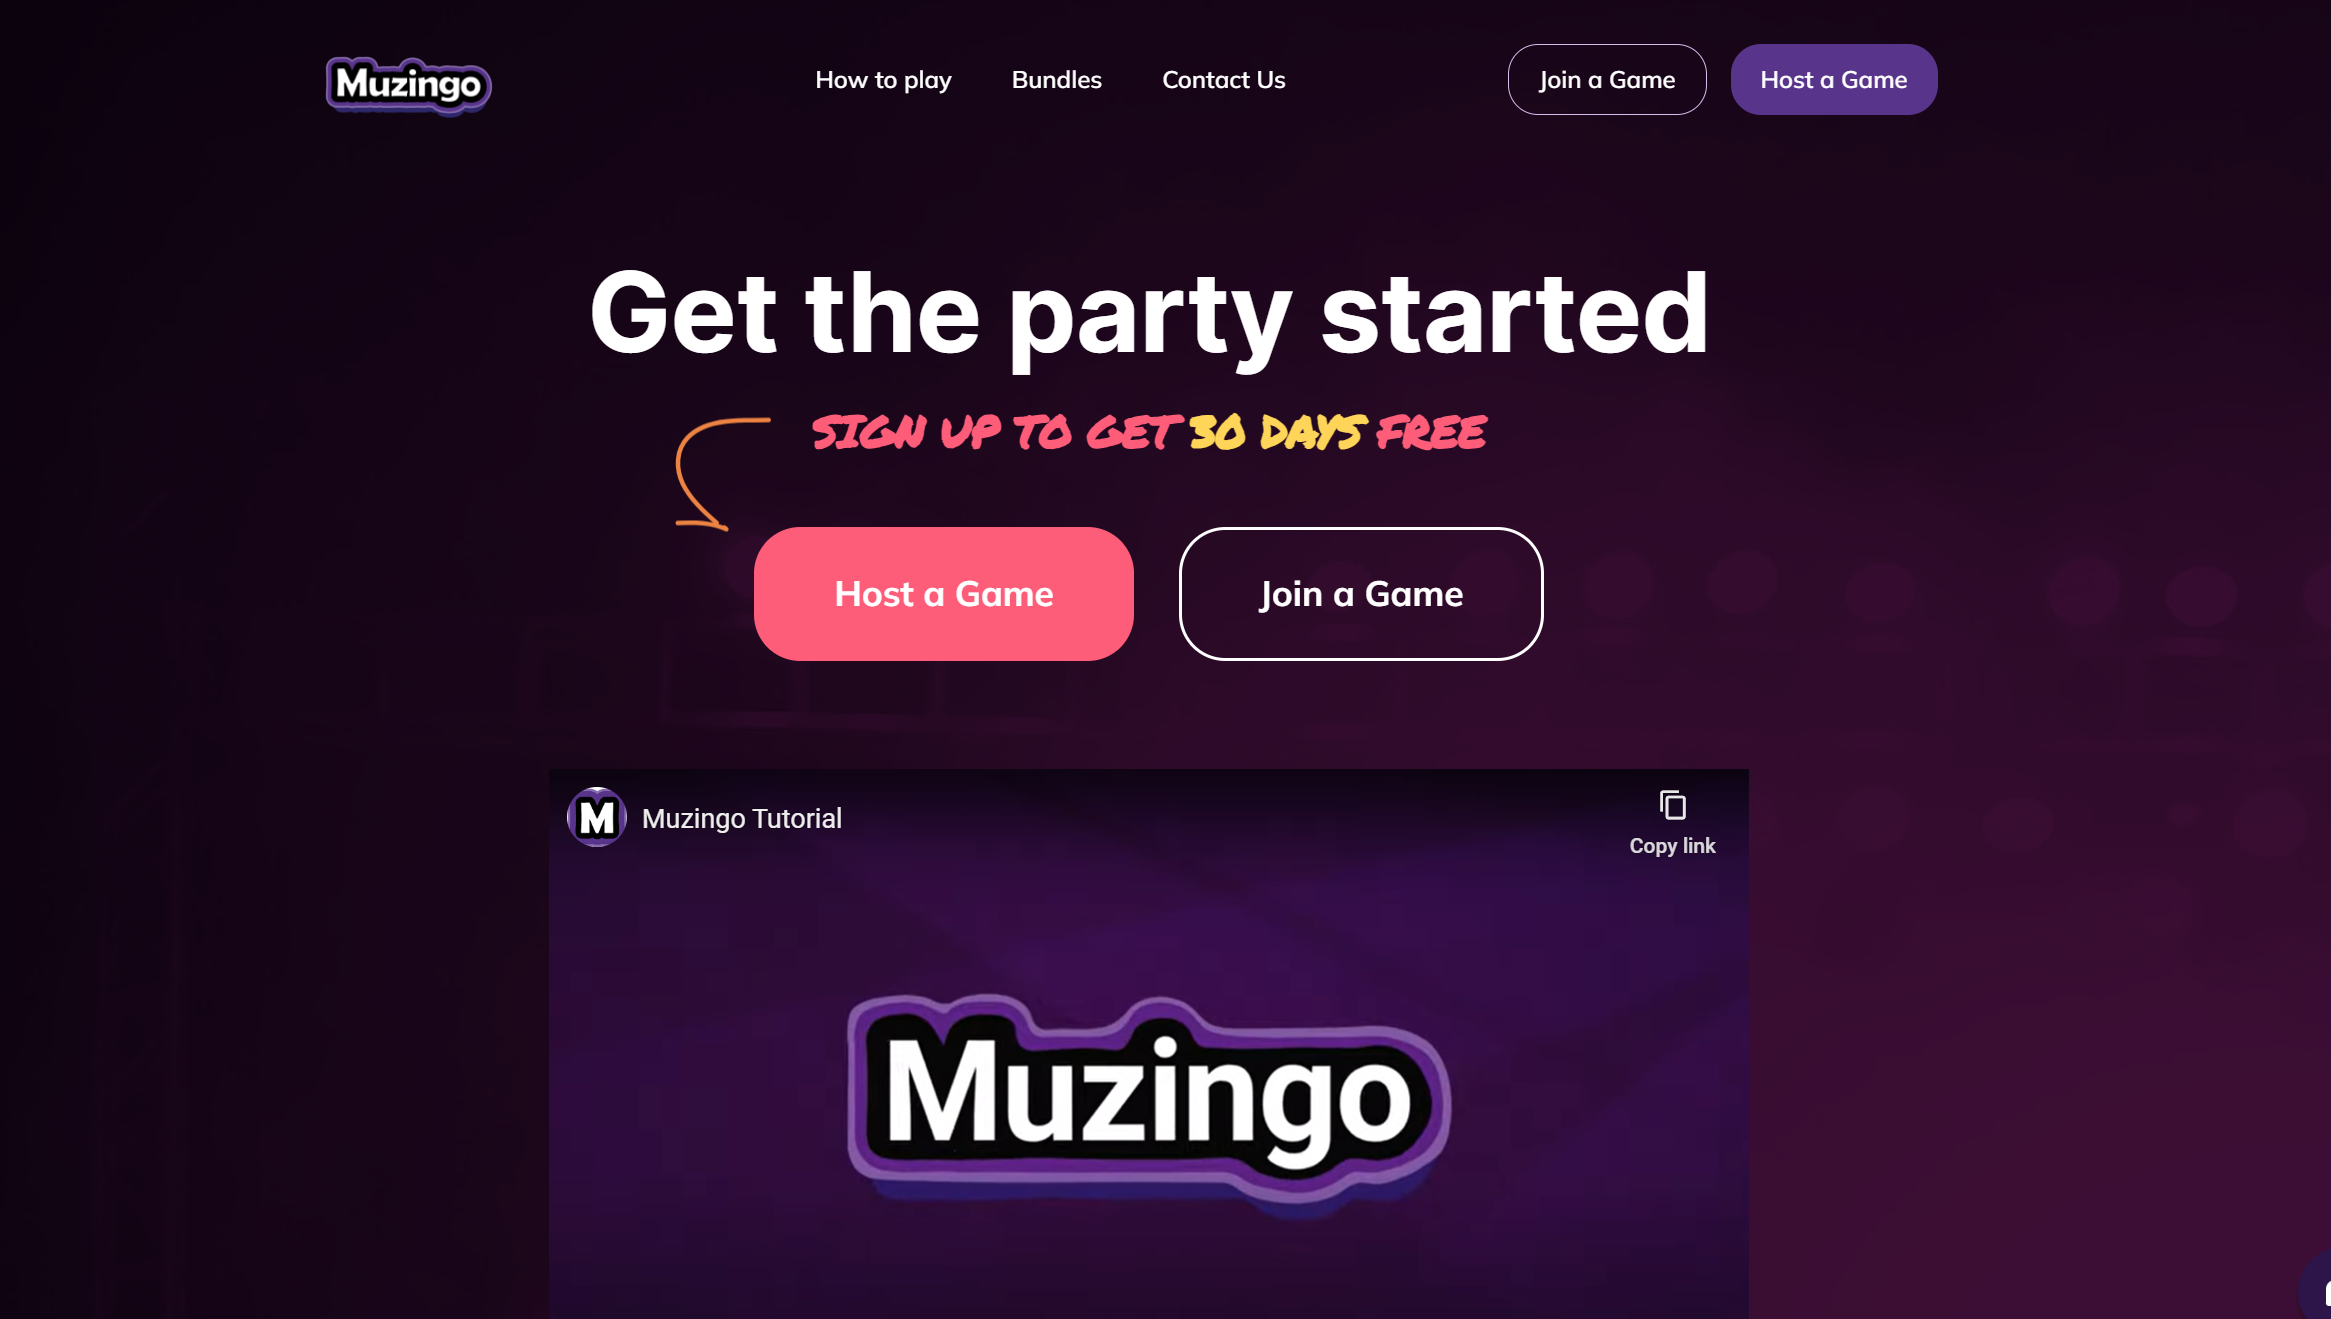 Muzingo
How to play
Bundles
Contact Us
Join a Game
Host a Game
Get the party started
SIGN UP TO GET 30 DAYS FREE
Host a Game
Join a Game
M
Muzingo Tutorial
Copy link
Muzingo